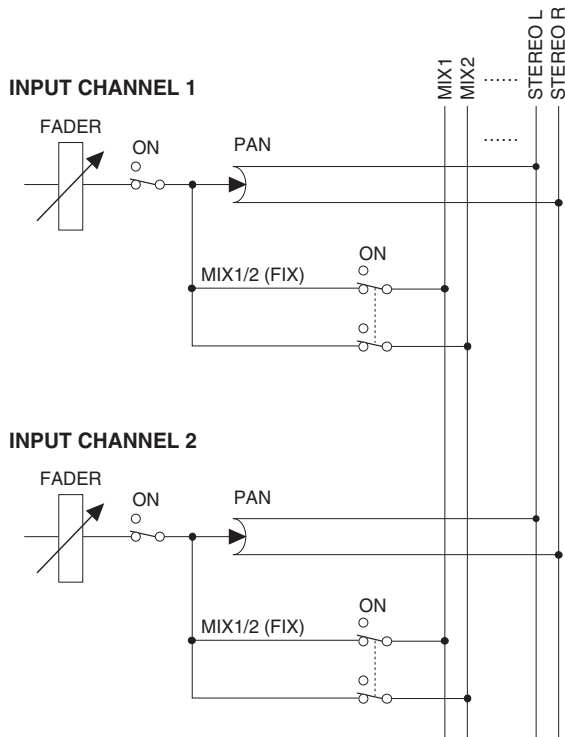 MIX1
MIX2
......
STEREO L
STEREO R
......
INPUT CHANNEL 1
FADER
ON
PAN
ON
MIX1/2 (FIX)
INPUT CHANNEL 2
FADER
ON
PAN
ON
MIX1/2 (FIX)